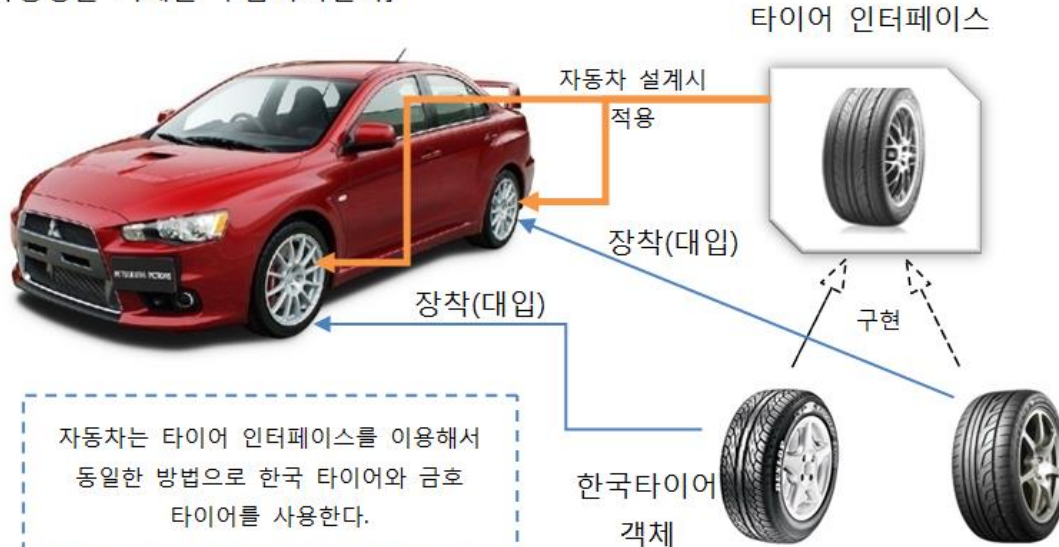 타이어 인터페이스
자동차 설계시
적용
장착(대입)
장착(대입)
구현
자동차는 타이어 인터페이스를 이용해서
동일한 방법으로 한국 타이어와 금호
타이어를 사용한다.
한국타이어
객체